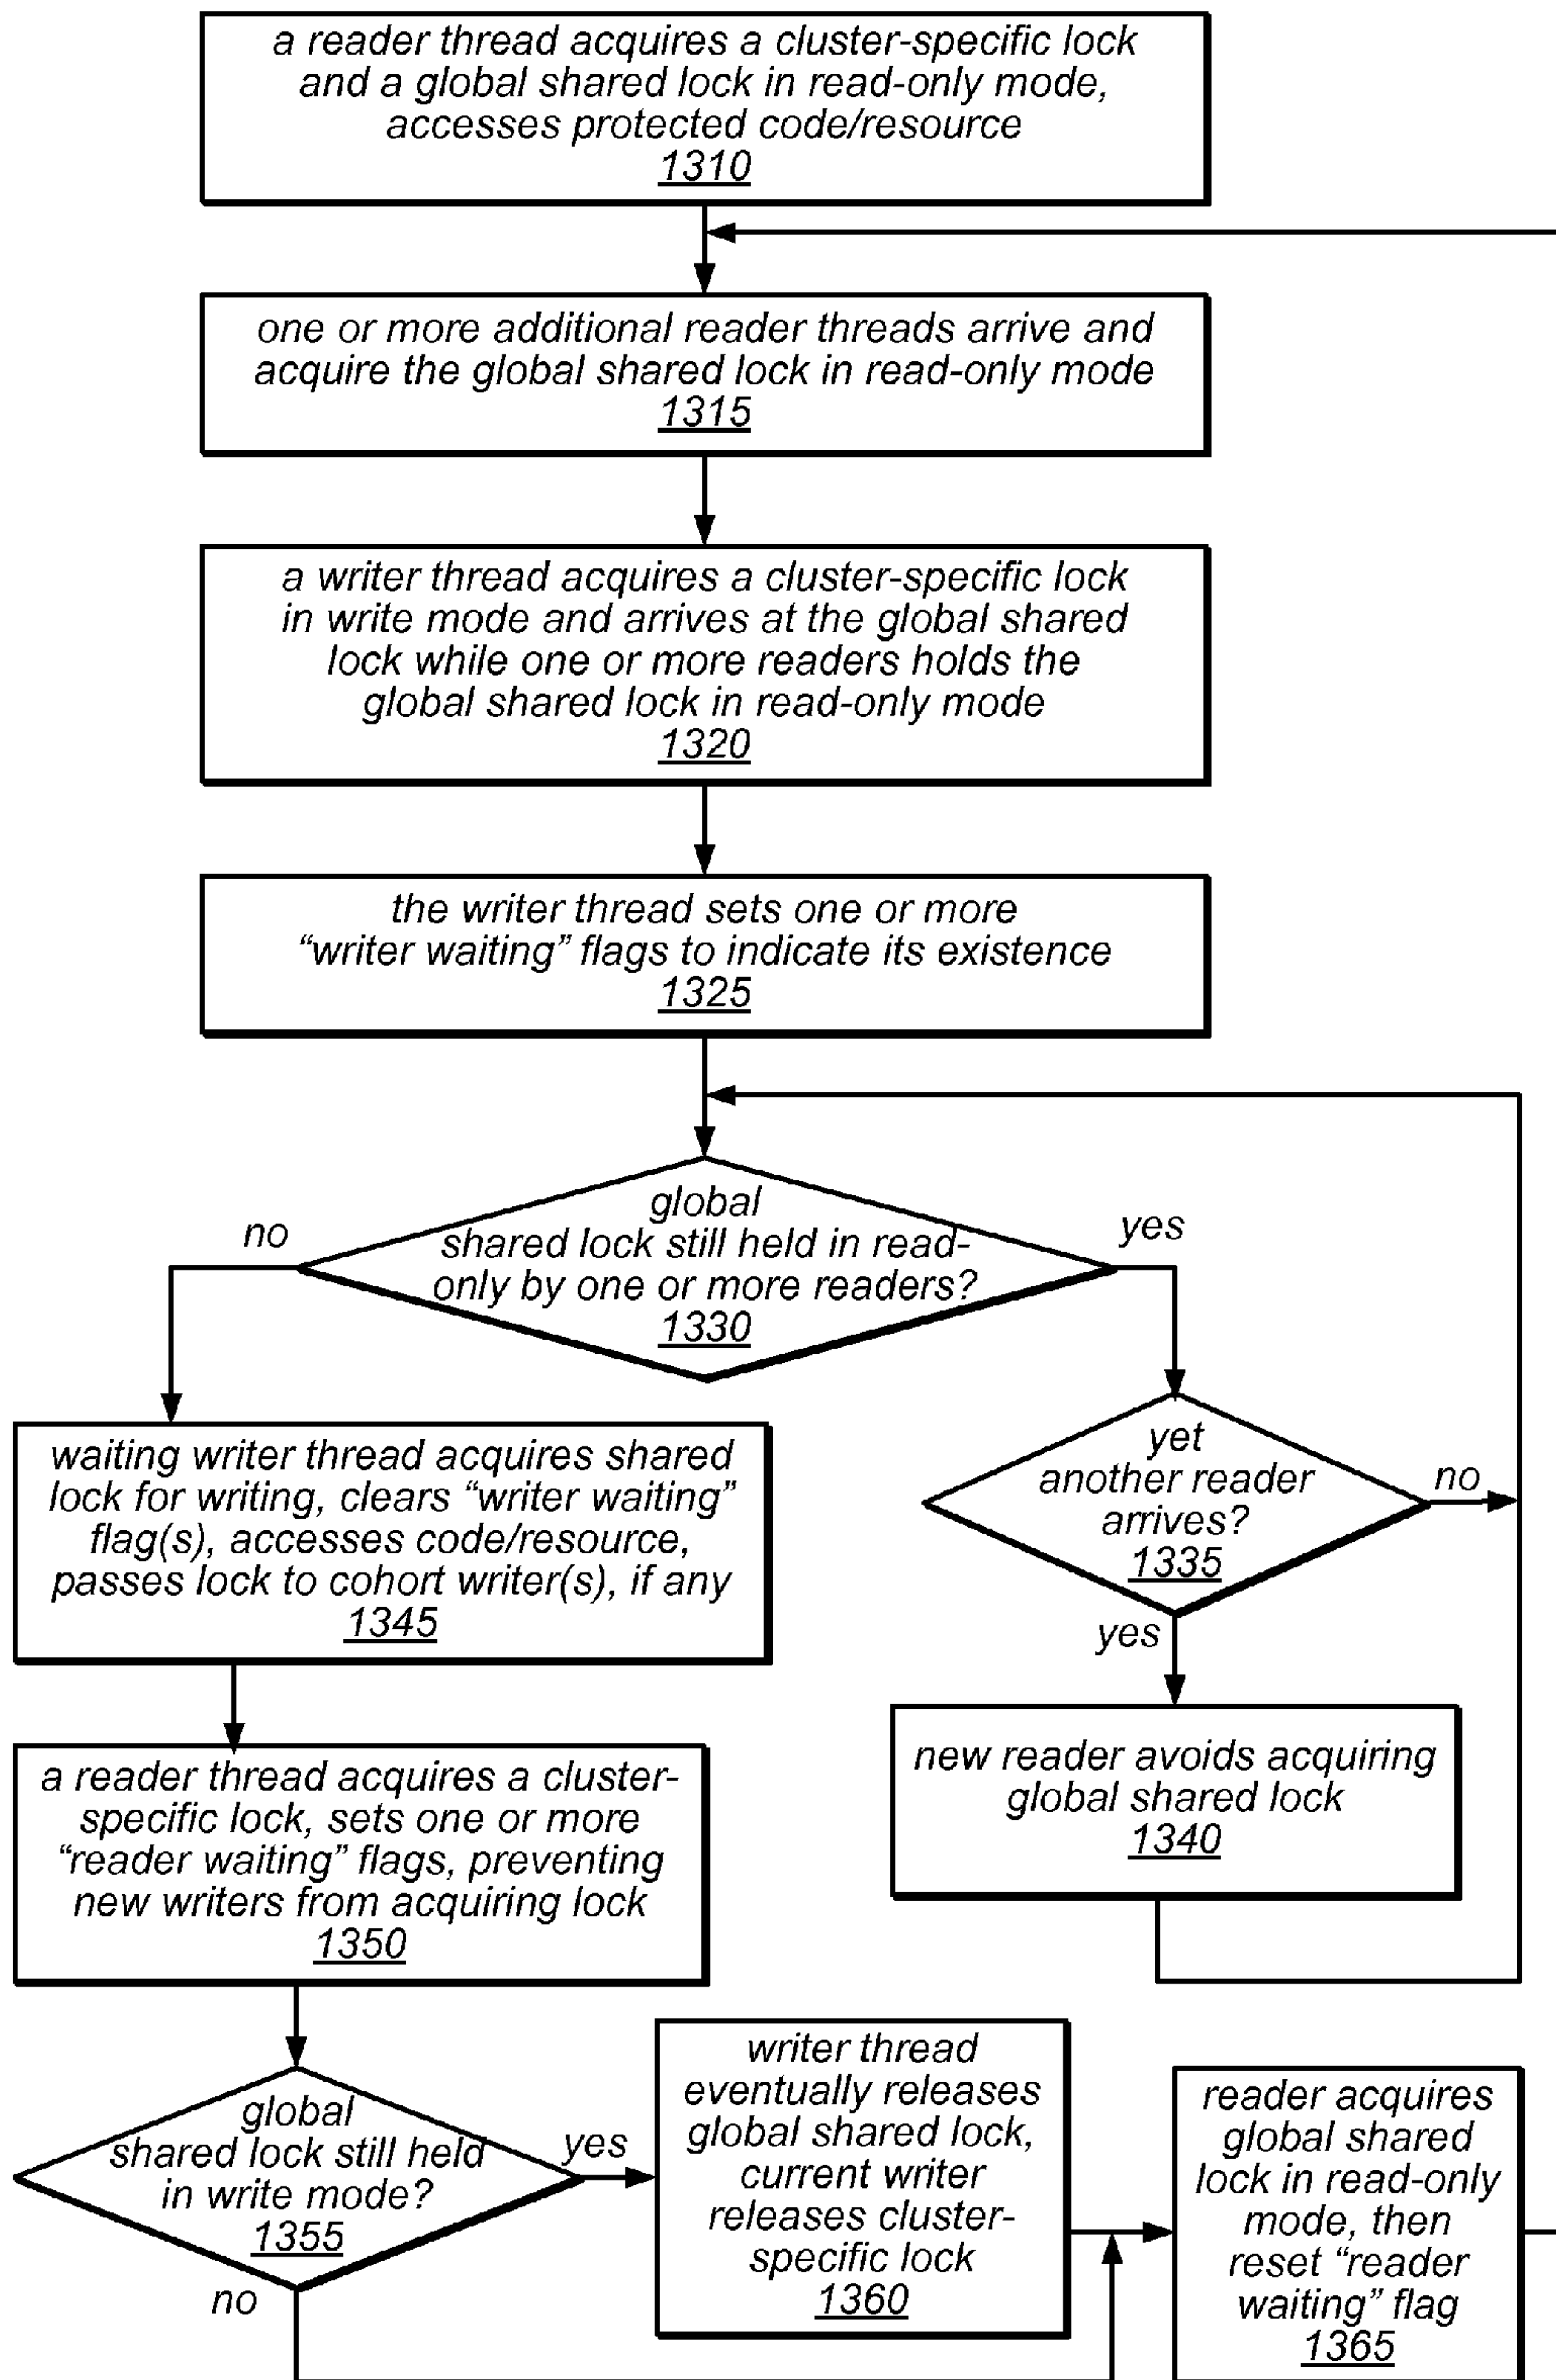 a reader thread acquires a cluster-specific lock
and a global shared lock in read-only mode,
accesses protected code/resource
1310
one or more additional reader threads arrive and
acquire the global shared lock in read-only mode
1315
a writer thread acquires a cluster-specific lock
in write mode and arrives at the global shared
lock while one or more readers holds the
global shared lock in read-only mode
1320
the writer thread sets one or more
“writer waiting” flags to indicate its existence
1325
global
shared lock still held in read-
only by one or more readers?
1330
no
yes
yet
another reader
arrives?
1335
no
yes
waiting writer thread acquires shared
lock for writing, clears “writer waiting”
flag(s), accesses code/resource,
passes lock to cohort writer(s), if any
1345
new reader avoids acquiring
global shared lock
1340
a reader thread acquires a cluster-
specific lock, sets one or more
“reader waiting” flags, preventing
new writers from acquiring lock
1350
global
shared lock still held
in write mode?
1355
yes
no
writer thread
eventually releases
global shared lock,
current writer
releases cluster-
specific lock
1360
reader acquires
global shared
lock in read-only
mode, then
reset “reader
waiting” flag
1365